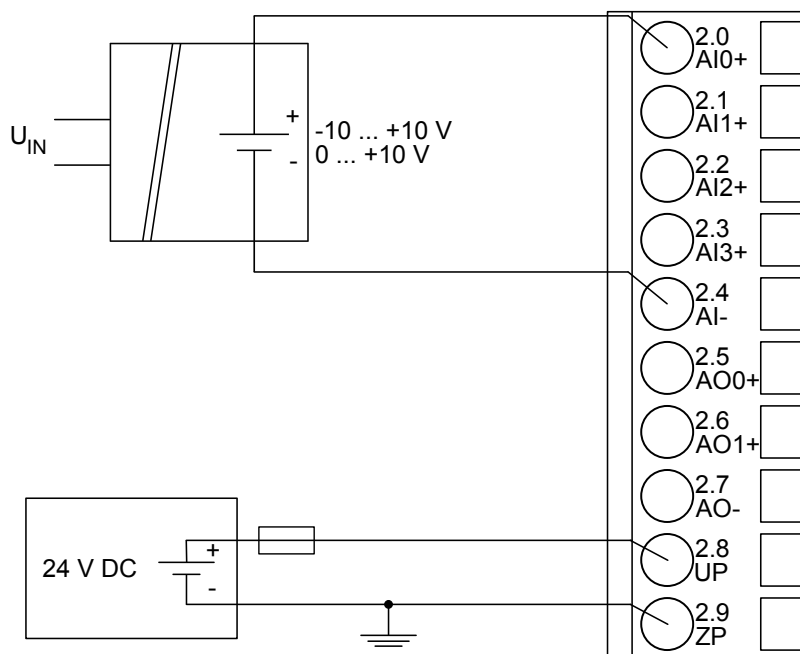 U_IN
+
-
-10 ... +10 V
0 ... +10 V
24 V DC
+
-
2.0
AI0+
2.1
AI1+
2.2
AI2+
2.3
AI3+
2.4
AI-
2.5
AO0+
2.6
AO1+
2.7
AO-
2.8
UP
2.9
ZP